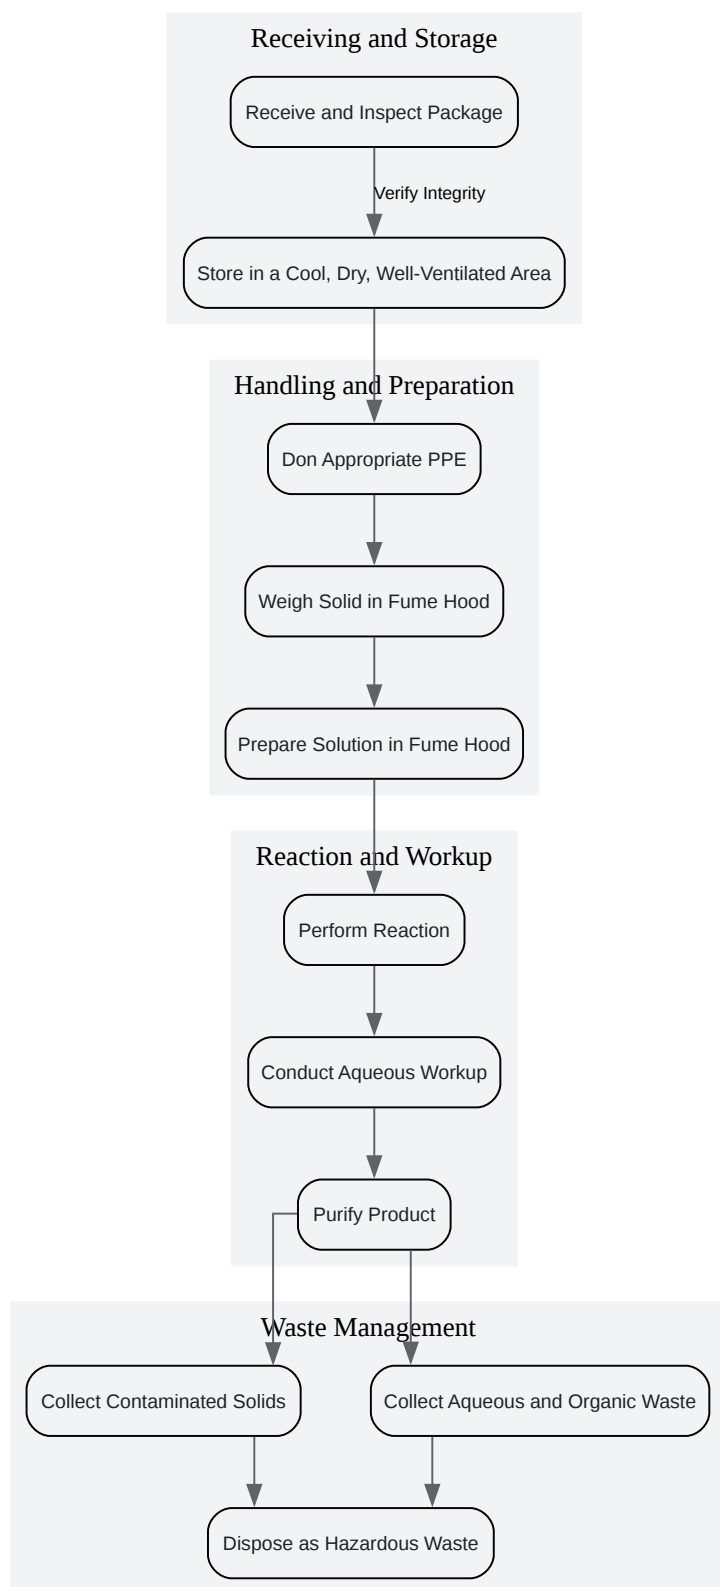 Receiving and Storage
Receive and Inspect Package
Verify Integrity
Store in a Cool, Dry, Well-Ventilated Area
Handling and Preparation
Don Appropriate PPE
Weigh Solid in Fume Hood
Prepare Solution in Fume Hood
Reaction and Workup
Perform Reaction
Conduct Aqueous Workup
Purify Product
Waste Management
Collect Contaminated Solids
Collect Aqueous and Organic Waste
Dispose as Hazardous Waste